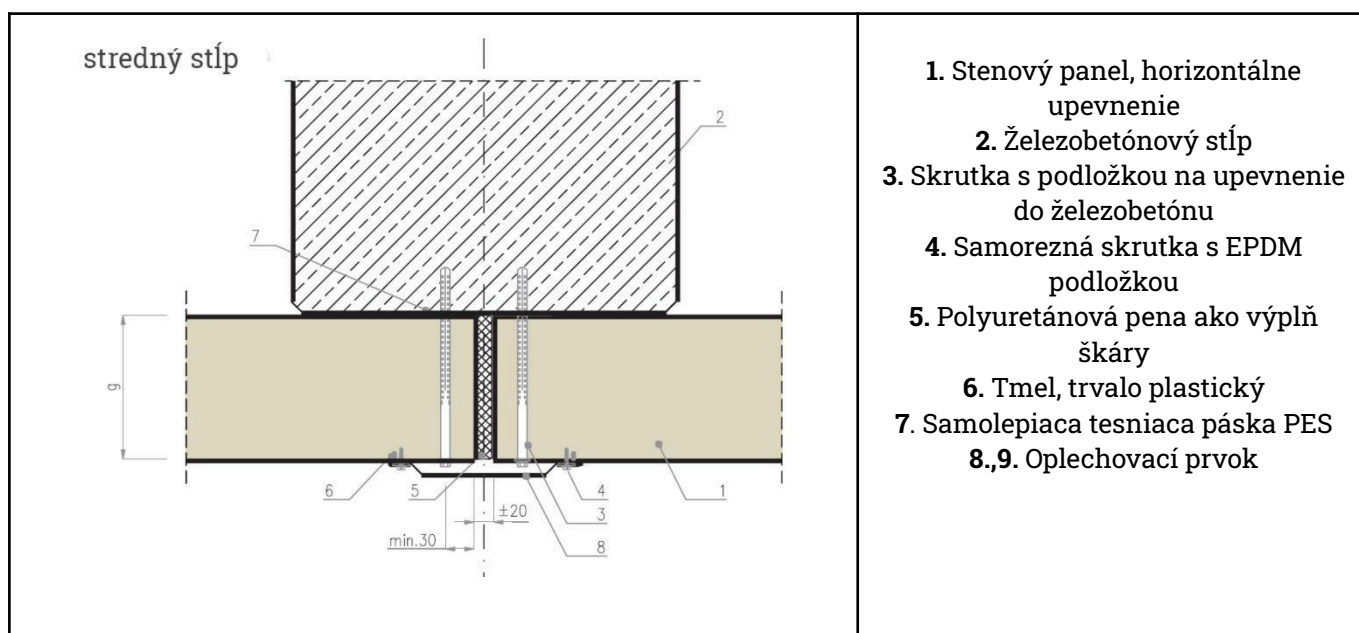 stredný stĺp
2
7
g
6
5
4
1
±20
3
min.30
8
1. Stenový panel, horizontálne
upevnenie
2. Železobetónový stĺp
3. Skrutka s podložkou na upevnenie
do železobetónu
4. Samorezná skrutka s EPDM
podložkou
5. Polyuretánová pena ako výplň
škáry
6. Tmel, trvalo plastický
7. Samolepiaca tesniaca páska PES
8.,9. Oplechovací prvok